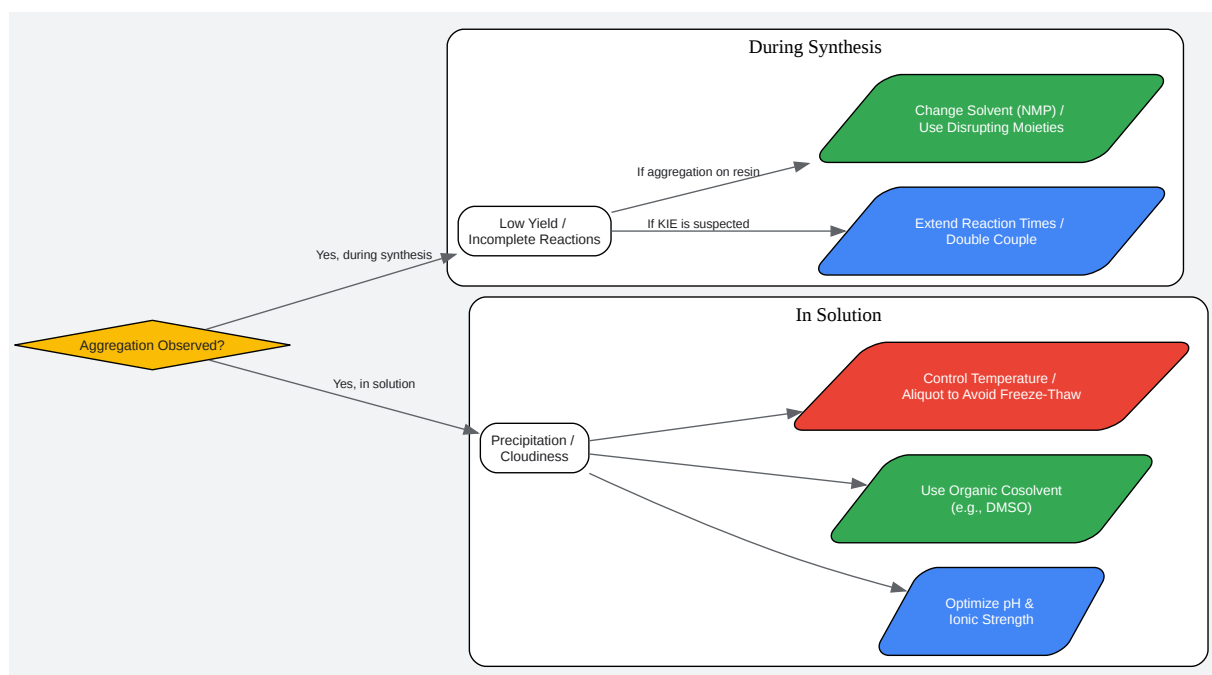 During Synthesis
Change Solvent (NMP) /
Use Disrupting Moieties
If aggregation on resin
Low Yield /
Incomplete Reactions
If KIE is suspected
Extend Reaction Times /
Double Couple
Yes, during synthesis
Aggregation Observed?
In Solution
Yes, in solution
Control Temperature /
Aliquot to Avoid Freeze-Thaw
Precipitation /
Cloudiness
Use Organic Cosolvent
(e.g., DMSO)
Optimize pH &
Ionic Strength